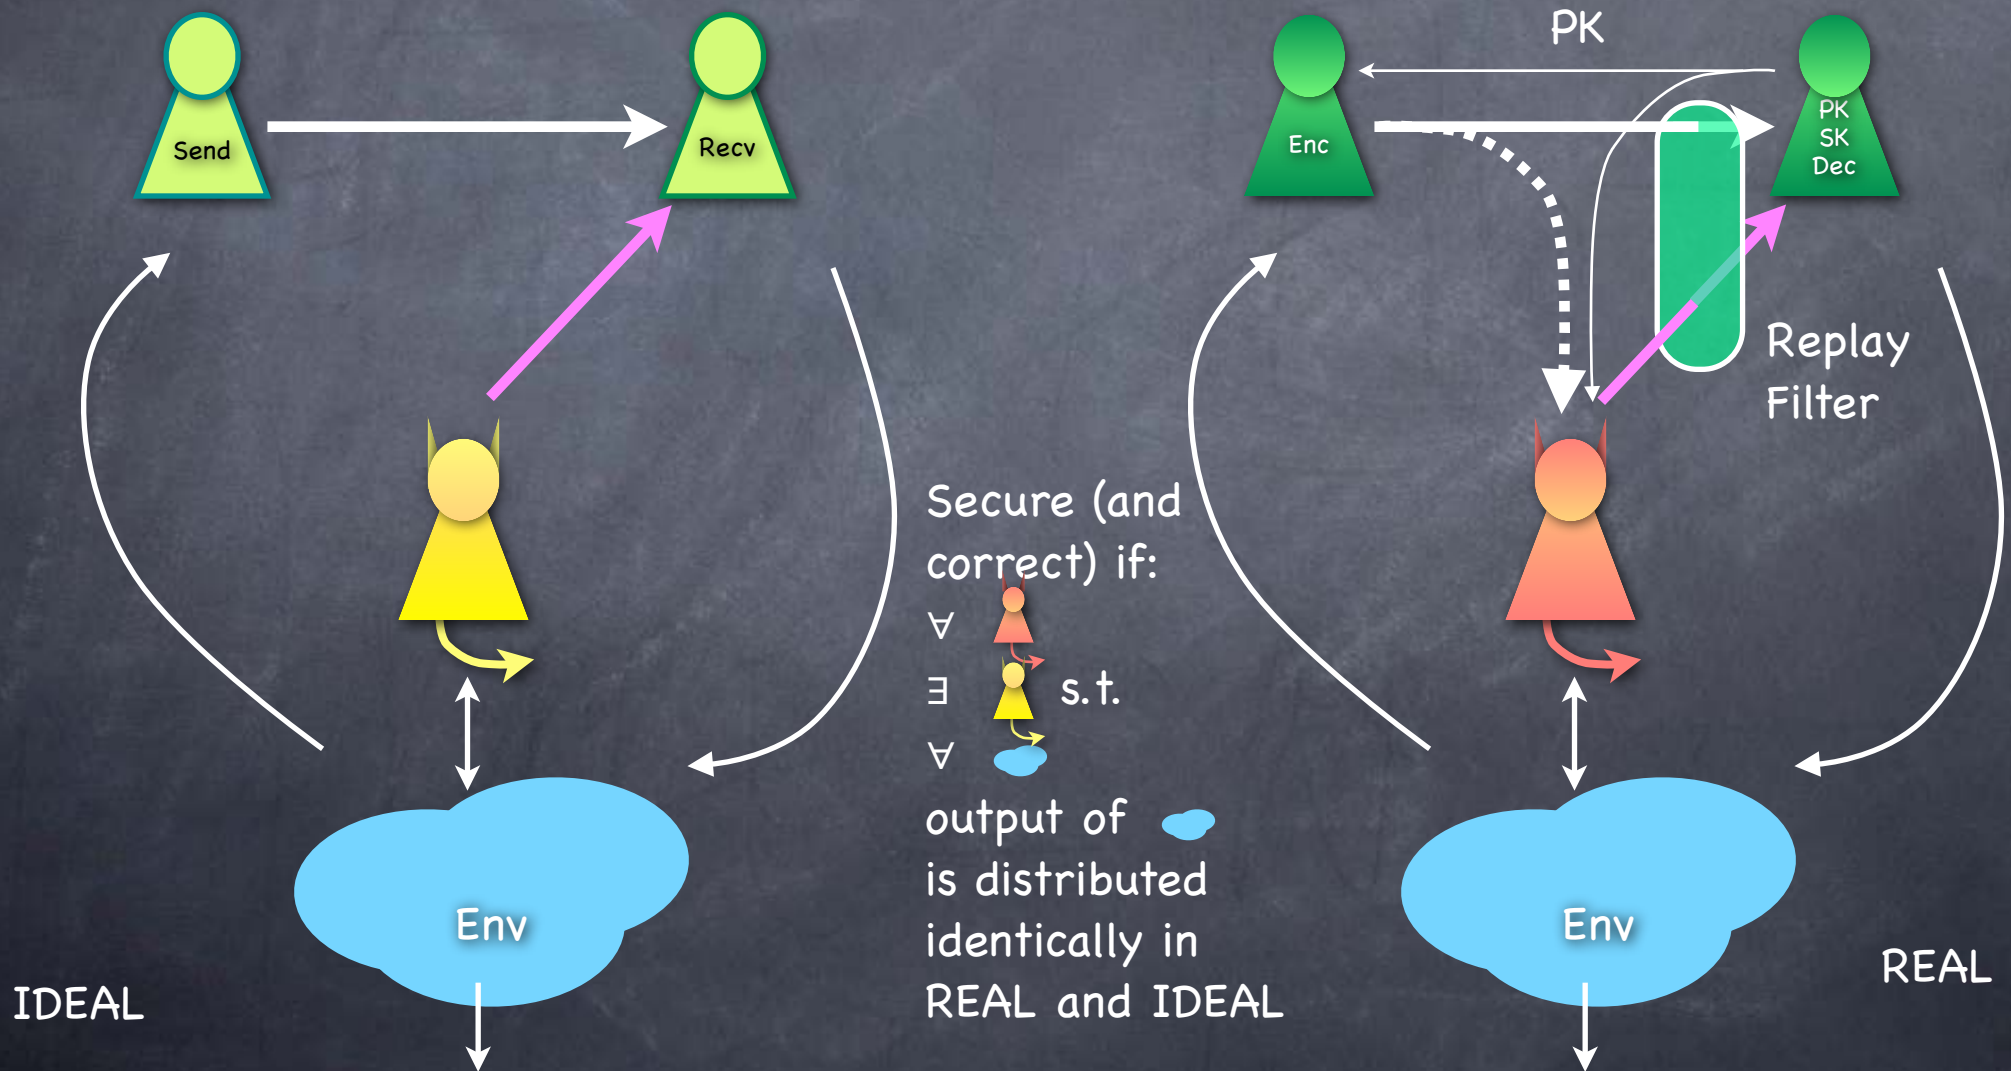 Send
Recv
Env
IDEAL
Secure (and
correct) if:
∀
∃ s.t.
∀
output of
is distributed
identically in
REAL and IDEAL
PK
Enc
PK
SK
Dec
Replay
Filter
Env
REAL